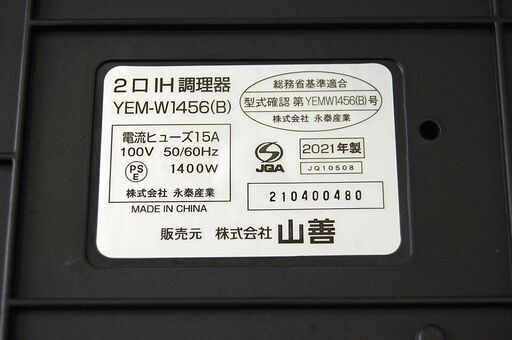 2口IH調理器
YEM-W1456(B)
総務省基準適合
型式確認 第YEMW1456(B)号
株式会社 永泰産業
電流ヒューズ15A
100V 50/60Hz
PSE 1400W
株式会社 永泰産業
MADE IN CHINA
JQA
2021年製
JQ10508
210400480
販売元 株式会社 山善